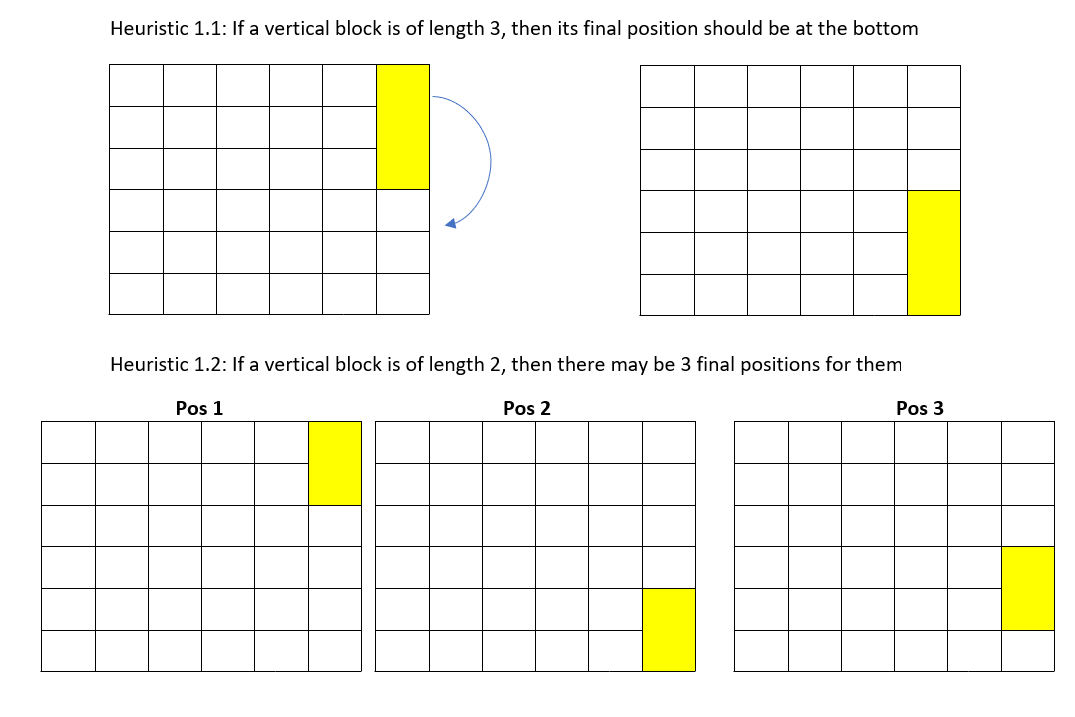 Heuristic 1.1: If a vertical block is of length 3, then its final position should be at the bottom
Heuristic 1.2: If a vertical block is of length 2, then there may be 3 final positions for them
Pos 1
Pos 2
Pos 3